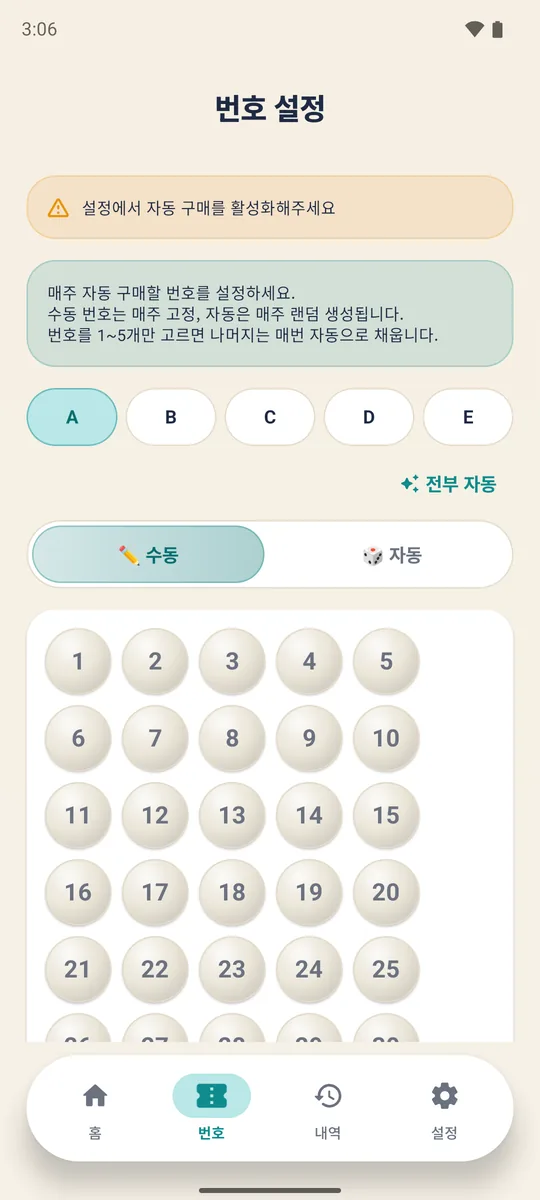 3:06
번호 설정
설정에서 자동 구매를 활성화해주세요
매주 자동 구매할 번호를 설정하세요.
수동 번호는 매주 고정, 자동은 매주 랜덤 생성됩니다.
번호를 1~5개만 고르면 나머지는 매번 자동으로 채웁니다.
A B C D E
전부 자동
✏️ 수동 🎲 자동
1 2 3 4 5
6 7 8 9 10
11 12 13 14 15
16 17 18 19 20
21 22 23 24 25
26 27 28 29 30
홈 번호 내역 설정